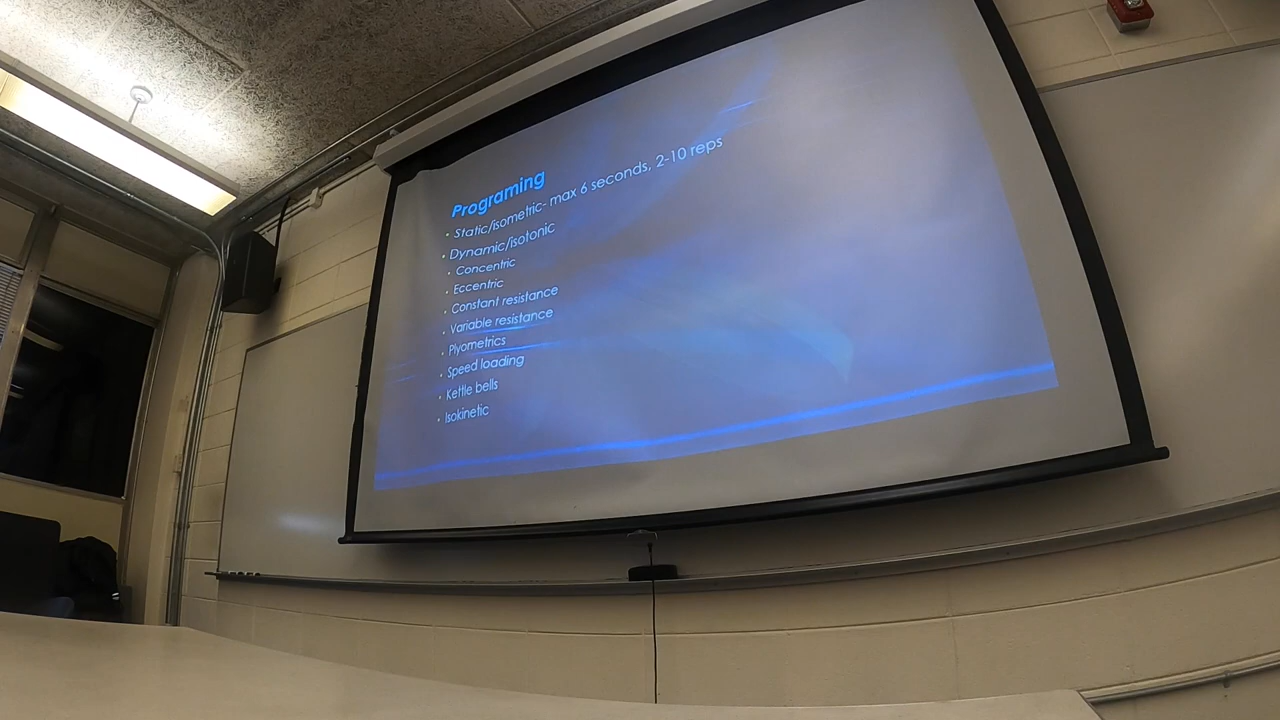 Programing
• Static/isometric- max 6 seconds, 2-10 reps
• Dynamic/isotonic
• Concentric
• Eccentric
• Constant resistance
• Variable resistance
• Plyometrics
• Speed loading
• Kettle bells
• Isokinetic